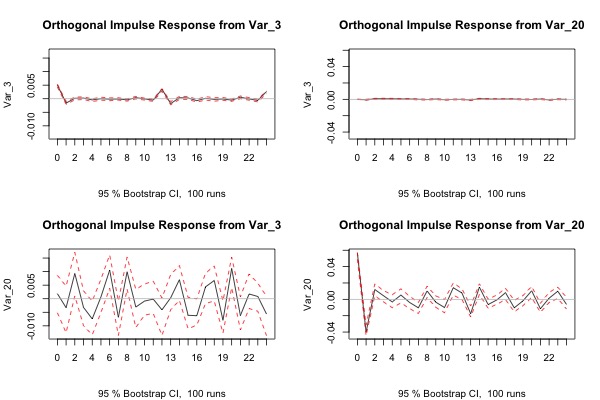 Orthogonal Impulse Response from Var_3
Var_3
0.005
-0.010
0 2 4 6 8 10 13 16 19 22
95 % Bootstrap CI, 100 runs
Orthogonal Impulse Response from Var_20
Var_3
0.04
0.00
-0.04
0 2 4 6 8 10 13 16 19 22
95 % Bootstrap CI, 100 runs
Orthogonal Impulse Response from Var_3
Var_20
0.005
-0.010
0 2 4 6 8 10 13 16 19 22
95 % Bootstrap CI, 100 runs
Orthogonal Impulse Response from Var_20
Var_20
0.04
0.00
-0.04
0 2 4 6 8 10 13 16 19 22
95 % Bootstrap CI, 100 runs